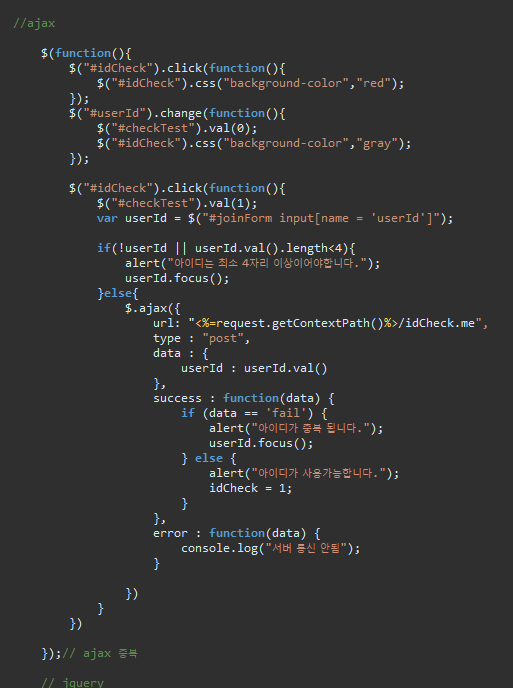 //ajax
$(function(){
$("#idCheck").click(function(){
$("#idCheck").css("background-color","red");
});
$("#userId").change(function(){
$("#checkTest").val(0);
$("#idCheck").css("background-color","gray");
});
$("#idCheck").click(function(){
$("#checkTest").val(1);
var userId = $("#joinForm input[name = 'userId']");
if(!userId || userId.val().length<4){
alert("아이디는 최소 4자리 이상이어야합니다.");
userId.focus();
}else{
$.ajax({
url: "<%=request.getContextPath()%>/idCheck.me",
type : "post",
data : {
userId : userId.val()
},
success : function(data) {
if (data == 'fail') {
alert("아이디가 중복 됩니다.");
userId.focus();
} else {
alert("아이디가 사용가능합니다.");
idCheck = 1;
}
},
error : function(data) {
console.log("서버 통신 안됨");
}
})
}
})
});// ajax 중복
// jquery